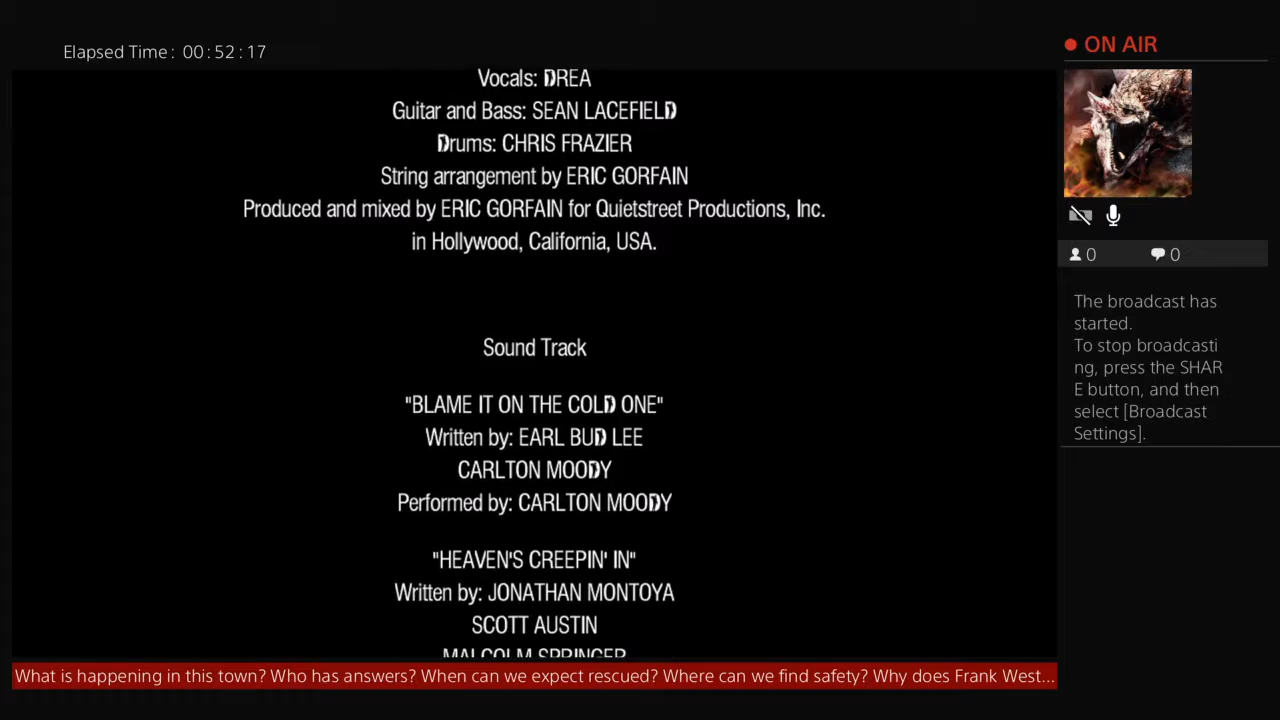 Elapsed Time: 00:52:17
ON AIR
Vocals: DREA
Guitar and Bass: SEAN LACEFIELD
Drums: CHRIS FRAZIER
String arrangement by ERIC GORFAIN
Produced and mixed by ERIC GORFAIN for Quietstreet Productions, Inc.
in Hollywood, California, USA.
Sound Track
"BLAME IT ON THE COLD ONE"
Written by: EARL BUD LEE
CARLTON MOODY
Performed by: CARLTON MOODY
"HEAVEN'S CREEPIN' IN"
Written by: JONATHAN MONTOYA
SCOTT AUSTIN
MALCOLM SPRINGER
0 0
The broadcast has
started.
To stop broadcasti
ng, press the SHAR
E button, and then
select [Broadcast
Settings].
What is happening in this town? Who has answers? When can we expect rescued? Where can we find safety? Why does Frank West...